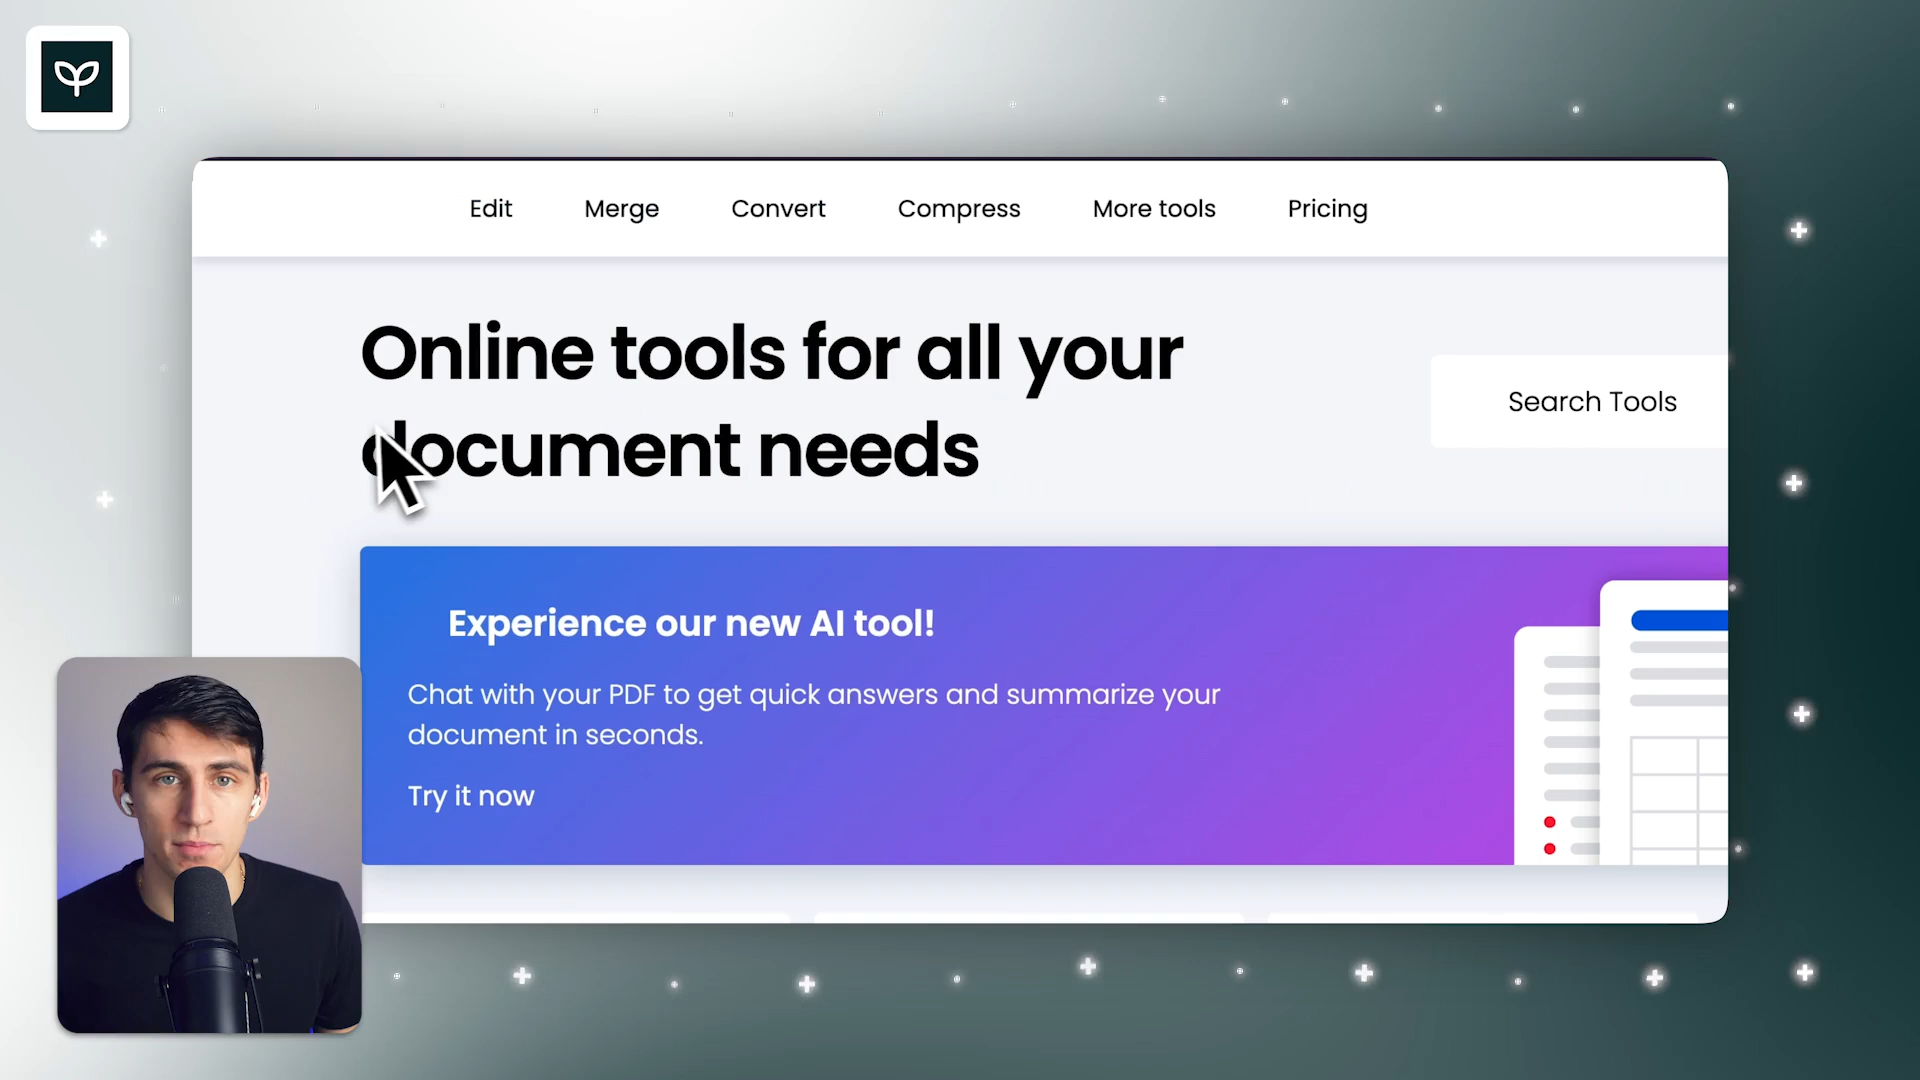 Edit Merge Convert Compress More tools Pricing
Online tools for all your
document needs
Search Tools
Experience our new AI tool!
Chat with your PDF to get quick answers and summarize your
document in seconds.
Try it now